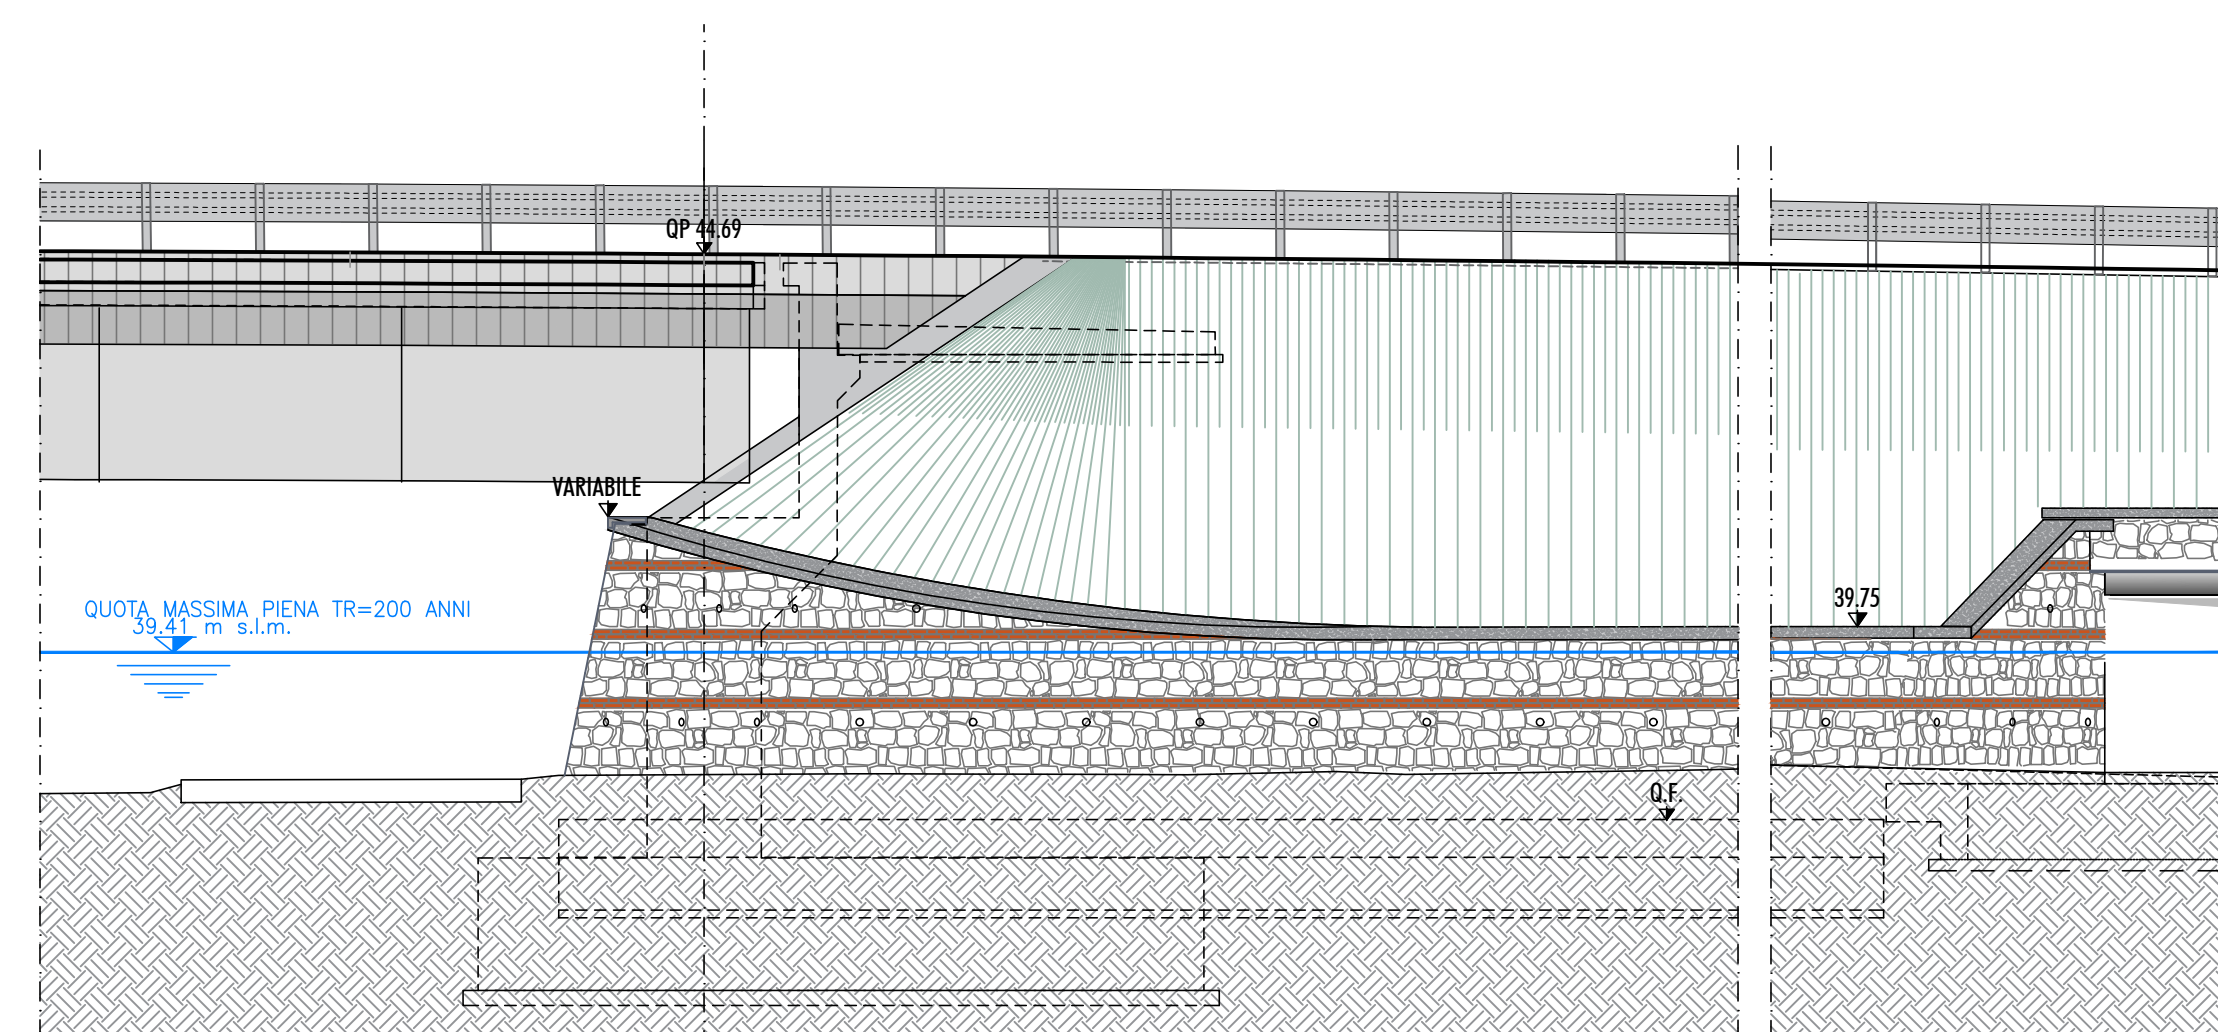 QP 44.69
VARIABILE
QUOTA MASSIMA PIENA TR=200 ANNI
39.41 m s.l.m.
39.75
Q.F.